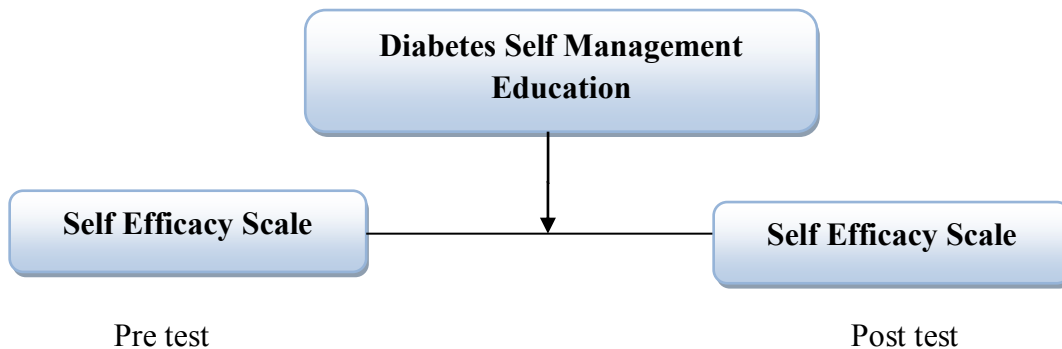 Diabetes Self Management
Education
Self Efficacy Scale
Self Efficacy Scale
Pre test
Post test